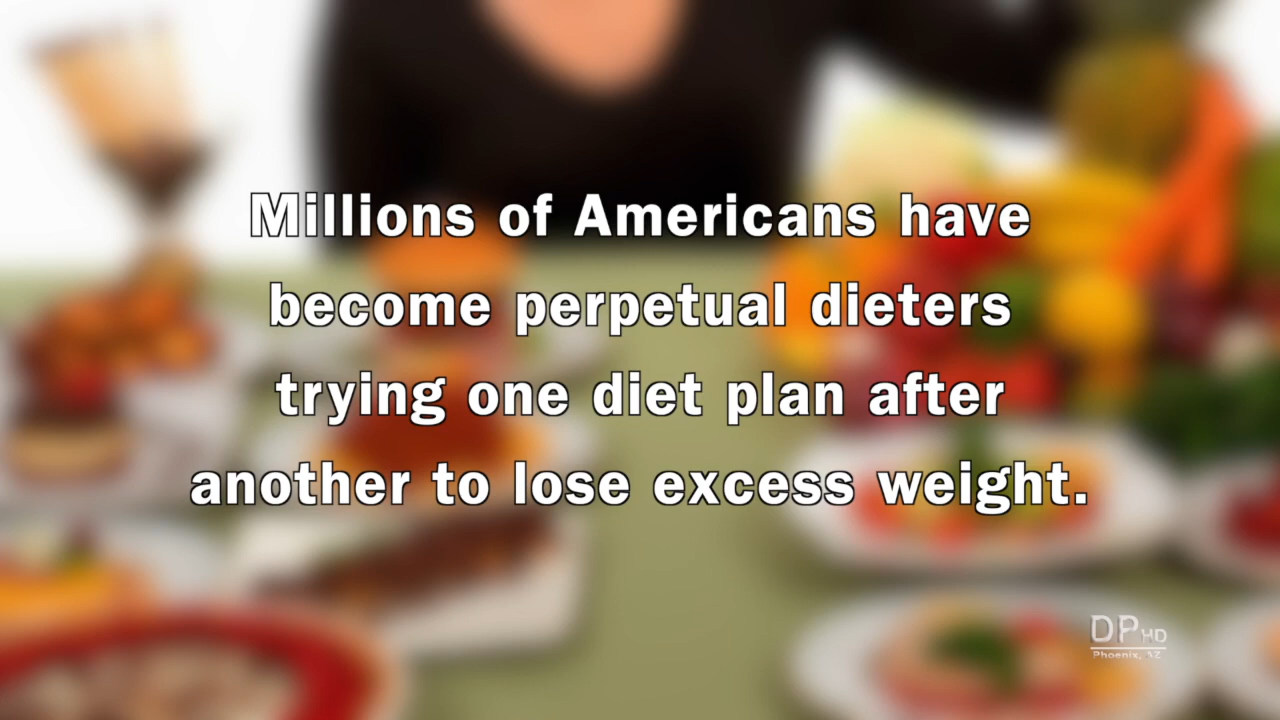 Millions of Americans have
become perpetual dieters
trying one diet plan after
another to lose excess weight.
DP HD
Phoenix, AZ